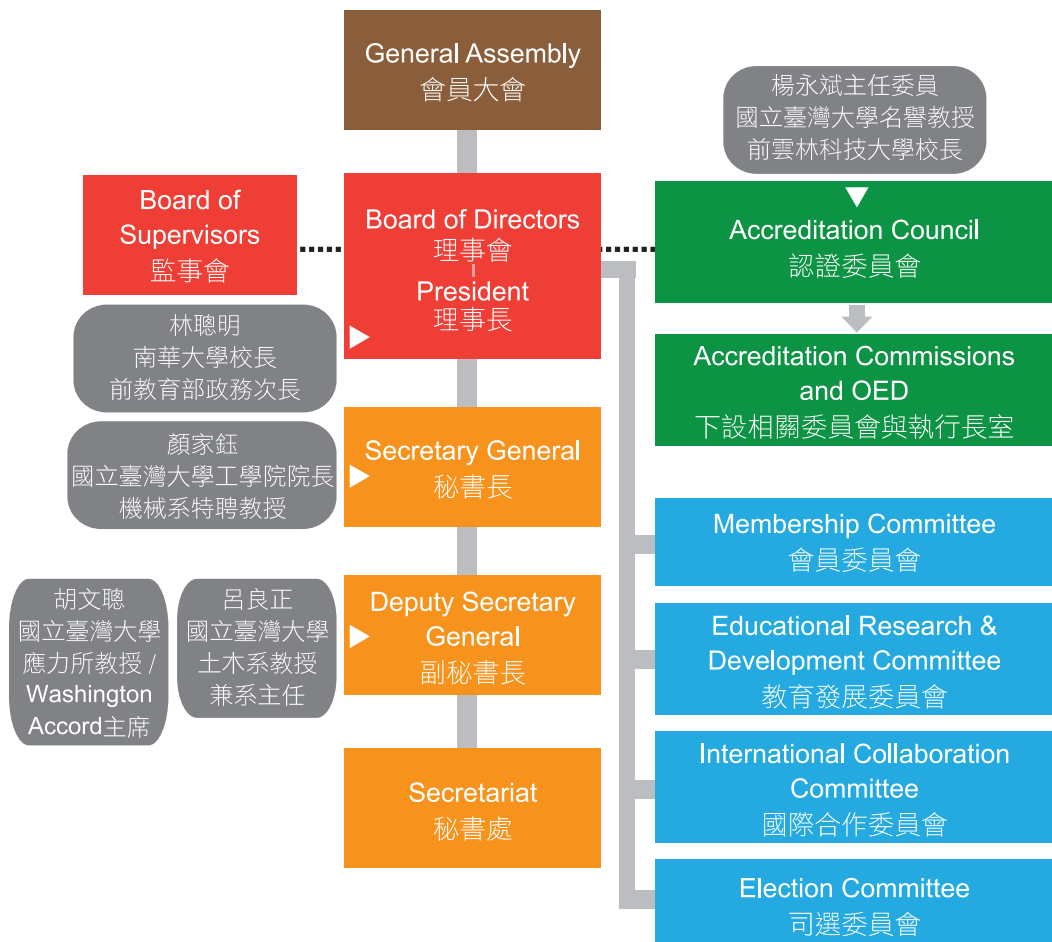 General Assembly
會員大會
楊永斌主任委員
國立臺灣大學名譽教授
前雲林科技大學校長
Board of
Supervisors
監事會
Board of Directors
理事會
President
理事長
Accreditation Council
認證委員會
林聰明
南華大學校長
前教育部政務次長
Accreditation Commissions
and OED
下設相關委員會與執行長室
顏家鈺
國立臺灣大學工學院院長
機械系特聘教授
Secretary General
秘書長
Membership Committee
會員委員會
胡文聰
國立臺灣大學
應力所教授 /
Washington
Accord主席
呂良正
國立臺灣大學
土木系教授
兼系主任
Deputy Secretary
General
副秘書長
Educational Research &
Development Committee
教育發展委員會
International Collaboration
Committee
國際合作委員會
Secretariat
秘書處
Election Committee
司選委員會